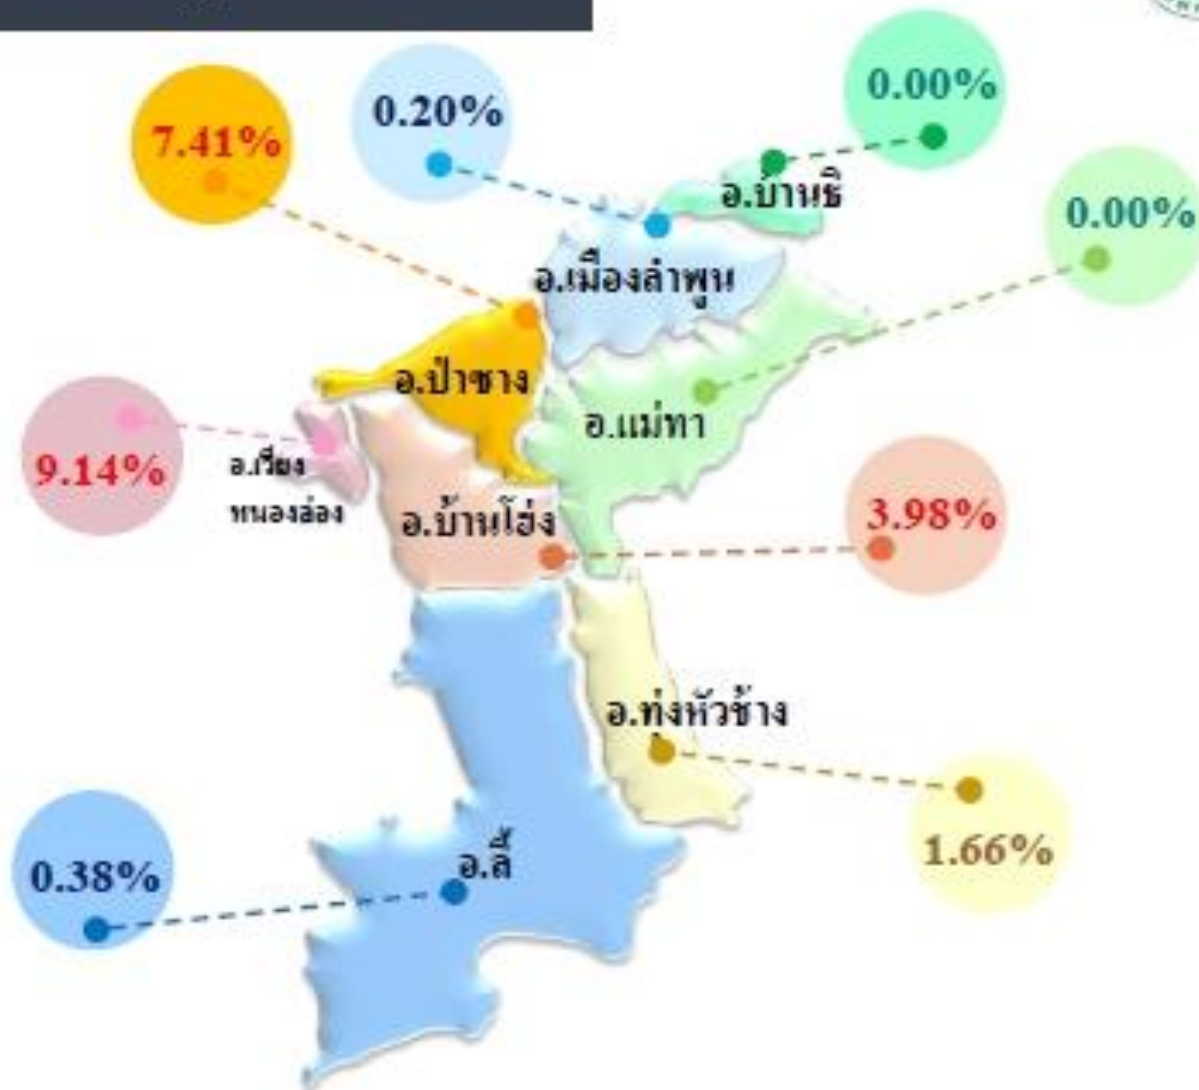 0.00%
0.20%
7.41%
อ.บ้านธิ
0.00%
อ.เมืองลำพูน
อ.ป่าซาง
อ.แม่ทา
9.14%
อ.เวียง
หนองล่อง
อ.บ้านโฮ่ง
3.98%
อ.ทุ่งหัวช้าง
1.66%
อ.ลี้
0.38%